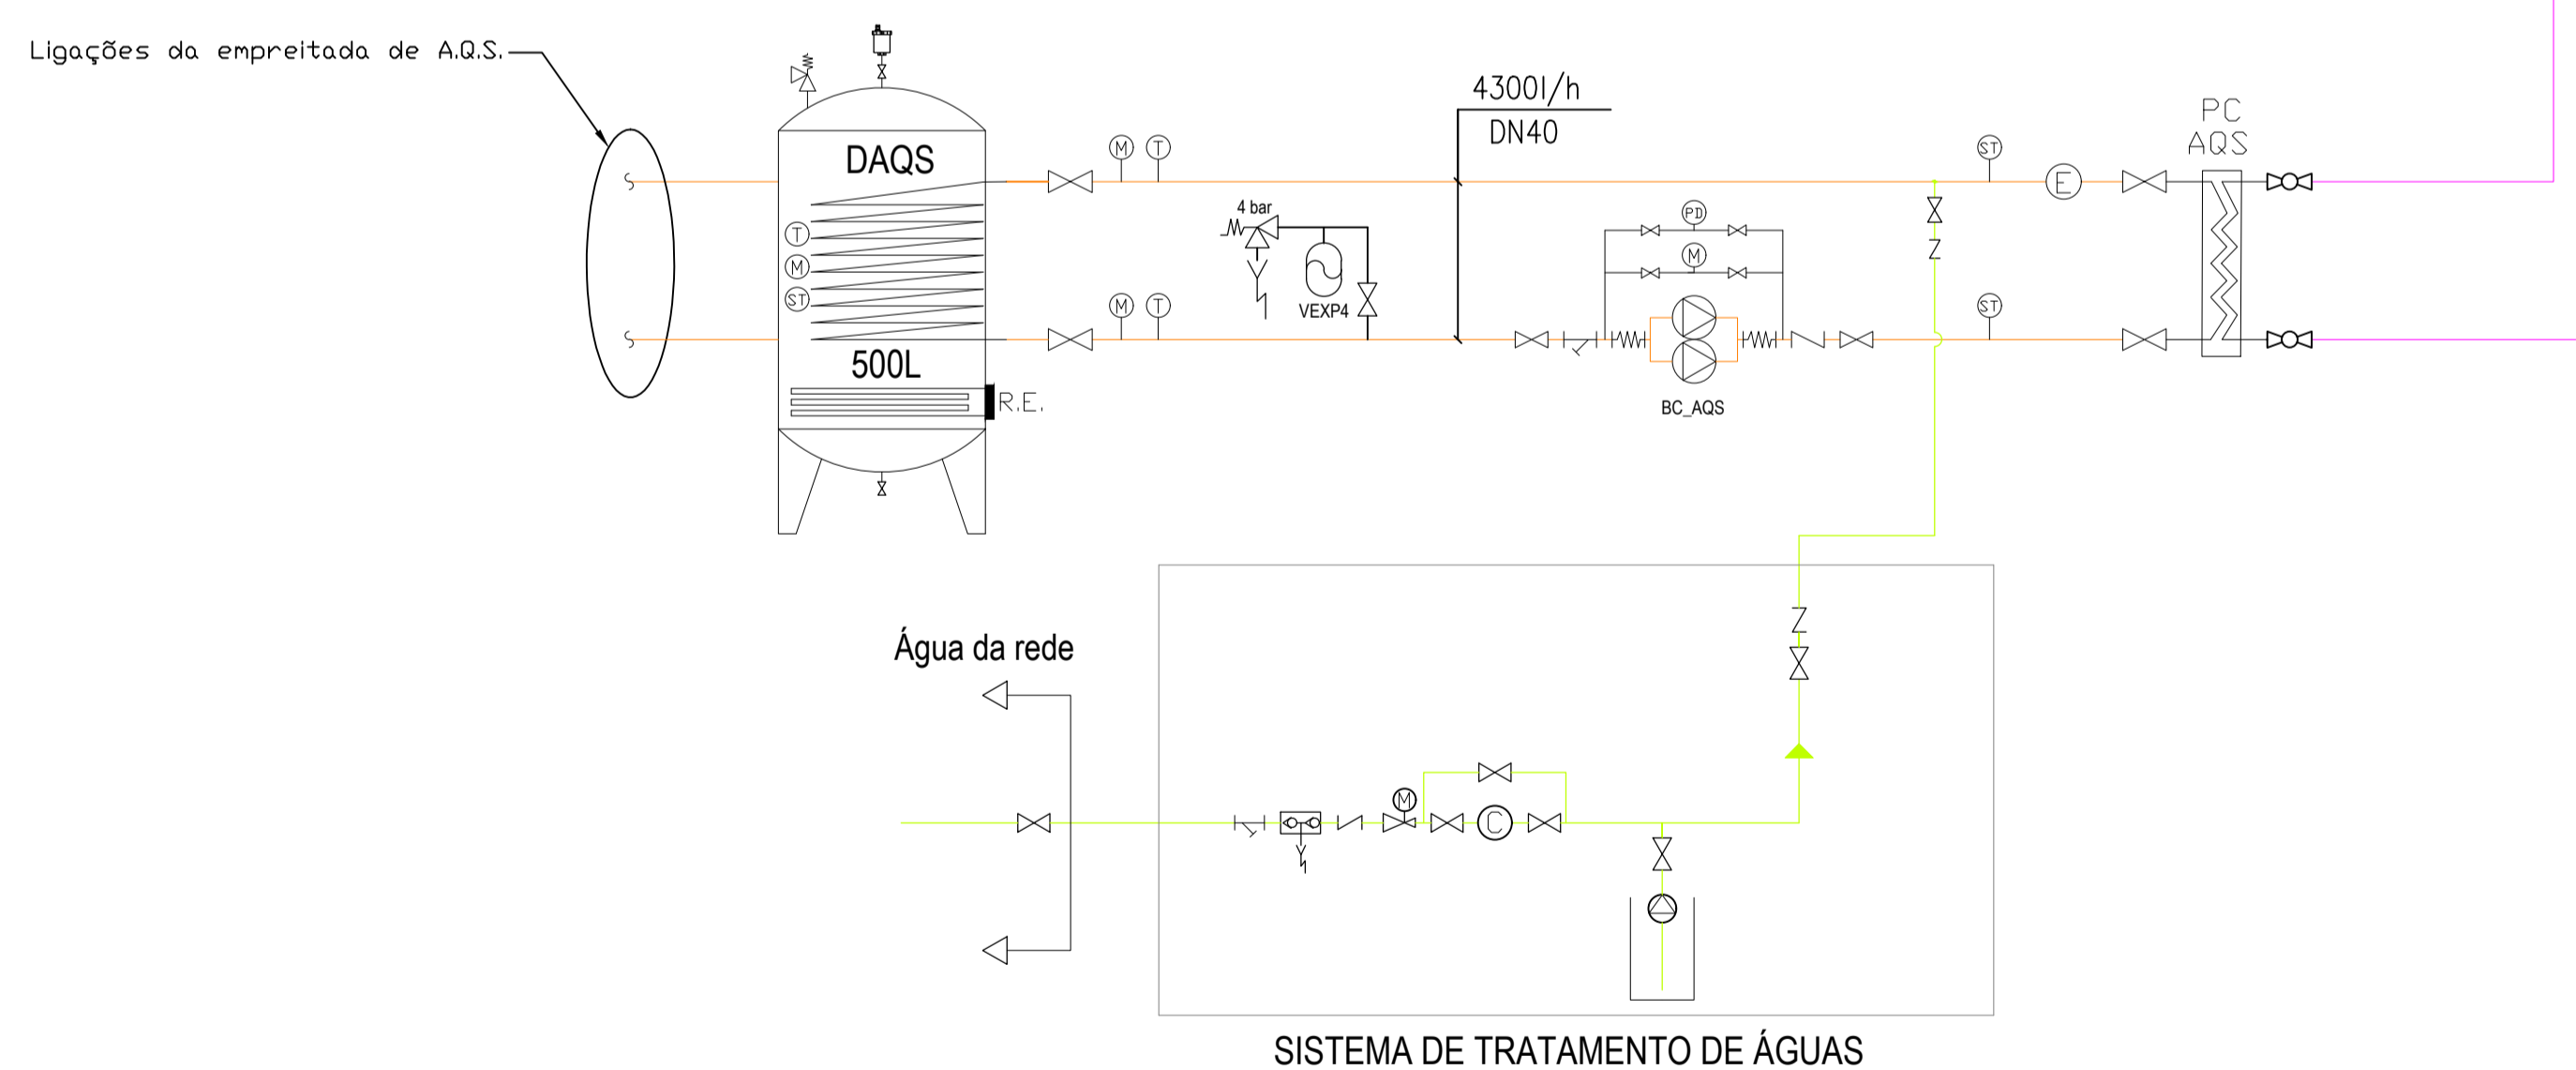 Ligações da empreitada de A.Q.S.
DAQS
T
M
ST
500L
R.E.
M
T
M
T
4 bar
VEXP4
4300l/h
DN40
PD
M
BC_AQS
ST
E
ST
PC
AQS
Água da rede
M
C
SISTEMA DE TRATAMENTO DE ÁGUAS